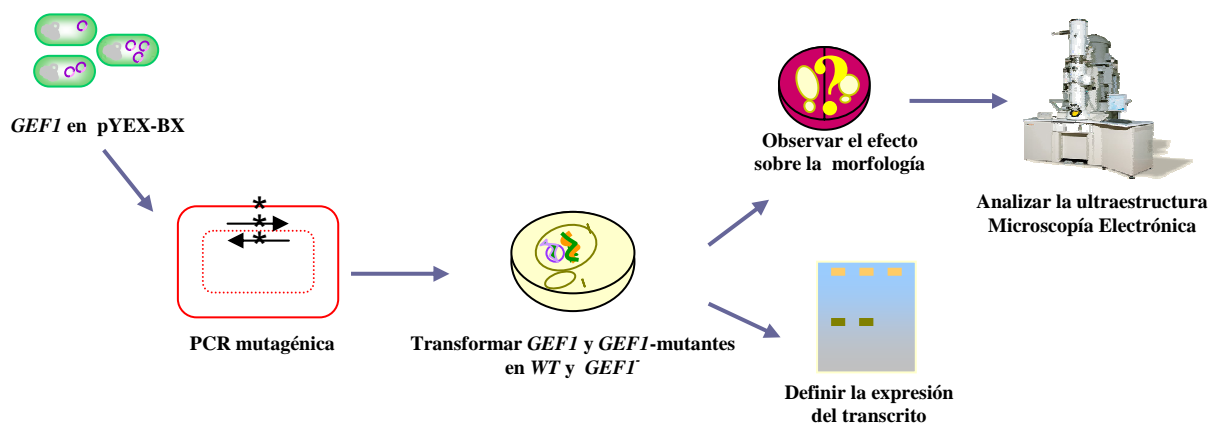 GEF1 en pYEX-BX
PCR mutagénica
Transformar GEF1 y GEF1-mutantes
en WT y GEF1-
Observar el efecto
sobre la morfología
Analizar la ultraestructura
Microscopía Electrónica
Definir la expresión
del transcrito